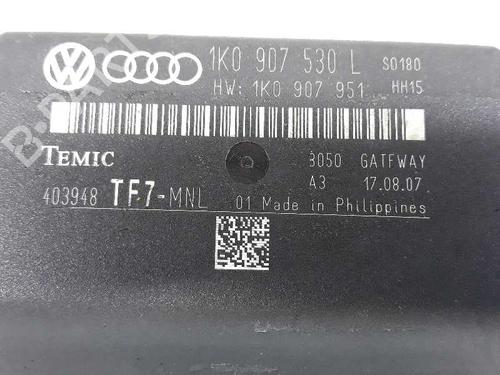 1K0 907 530 L S0180
HW: 1K0 907 951 HH15
TEMIC 3050 GATEWAY
403948 TF7-MNL A3 17.08.07
01 Made in Philippines
B-PARTS